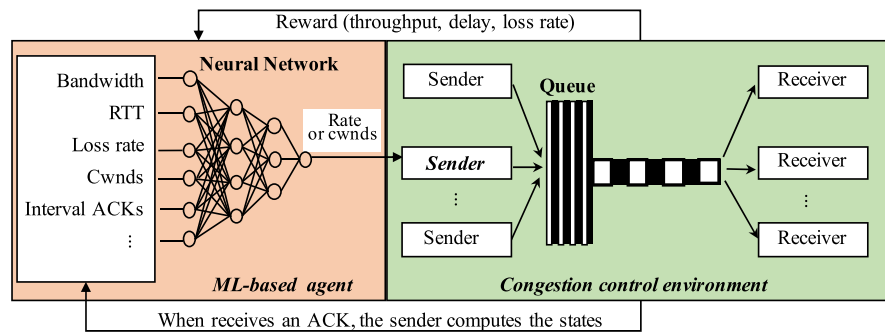 Reward (throughput, delay, loss rate)
Neural Network
Bandwidth
RTT
Loss rate
Cwnds
Interval ACKs
...
Rate
or cwnds
ML-based agent
Sender
Sender
...
Sender
Queue
Receiver
Receiver
...
Receiver
Congestion control environment
When receives an ACK, the sender computes the states